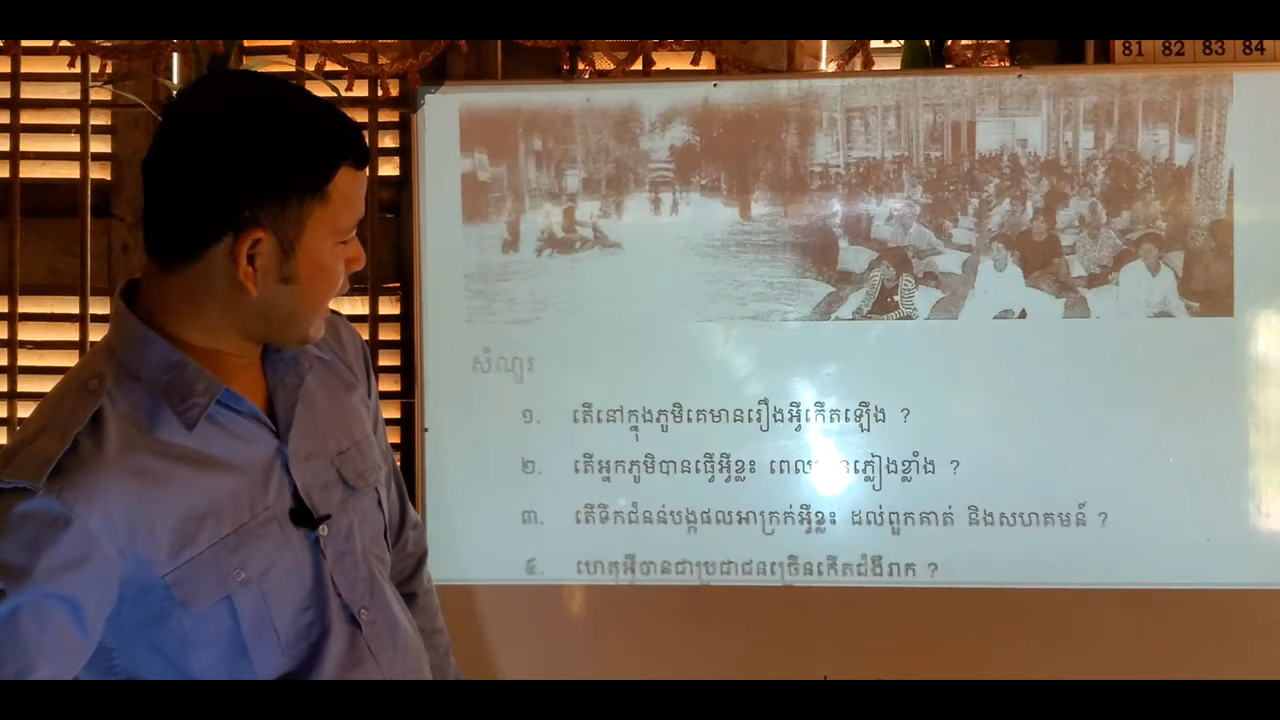 81 82 83 84
សំណួរ
១. តើនៅក្នុងភូមិគេមានរឿងអ្វីកើតឡើង ?
២. តើអ្នកភូមិបានធ្វើអ្វីខ្លះ ពេល ភ្លៀងខ្លាំង ?
៣. តើទឹកជំនន់បង្កផលអាក្រក់អ្វីខ្លះ ដល់ពួកគាត់ និងសហគមន៍ ?
៤. ហេតុអ្វីបានជាប្រជាជនច្រើនកើតជំងឺរាក ?